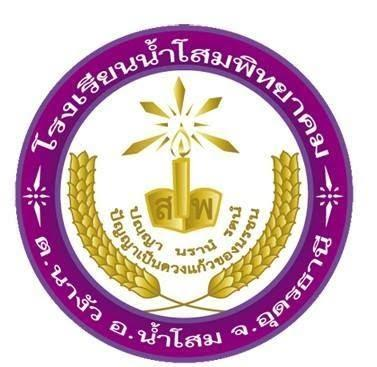 โรงเรียนน้ำโสมพิทยาคม
ส พ
ปญฺญา นรานํ รตนํ
ปัญญาเป็นดวงแก้วของนรชน
ต.นางัว อ.น้ำโสม จ.อุดรธานี